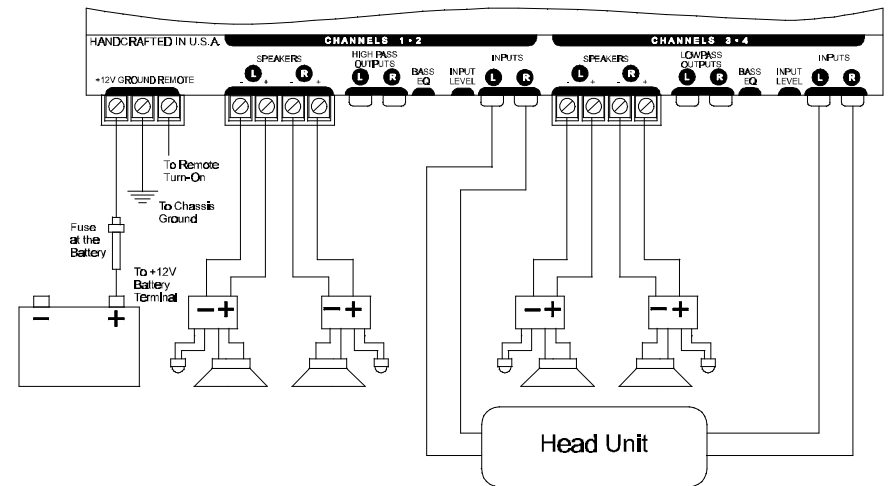 HANDCRAFTED IN U.S.A.
CHANNELS 1 • 2
CHANNELS 3 • 4
+12V GROUND REMOTE
SPEAKERS
L R
- + - +
HIGH PASS
OUTPUTS
L R
BASS
EQ
INPUT
LEVEL
INPUTS
L R
SPEAKERS
L R
- + - +
LOWPASS
OUTPUTS
L R
BASS
EQ
INPUT
LEVEL
INPUTS
L R
To Remote
Turn-On
To Chassis
Ground
Fuse
at the
Battery
To +12V
Battery
Terminal
- +
- +
- +
- +
- +
Head Unit